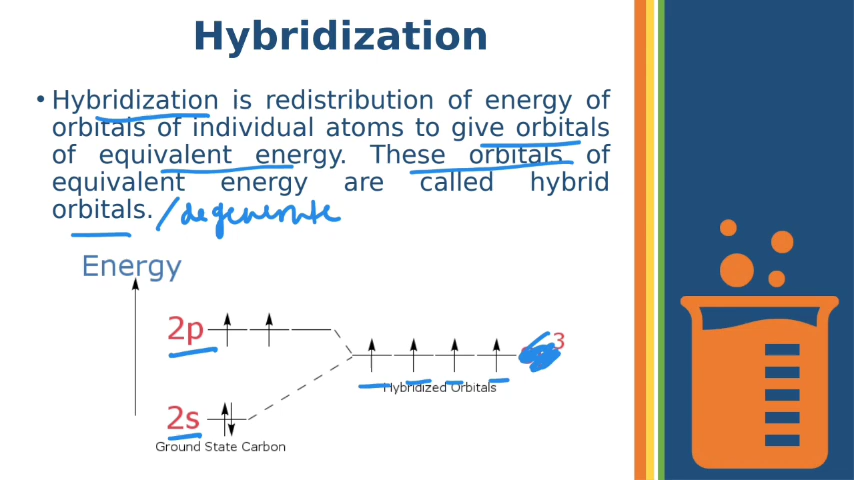 Hybridization
• Hybridization is redistribution of energy of
orbitals of individual atoms to give orbitals
of equivalent energy. These orbitals of
equivalent energy are called hybrid
orbitals. /degenerate
Energy
2p
3
Hybridized Orbitals
2s
Ground State Carbon